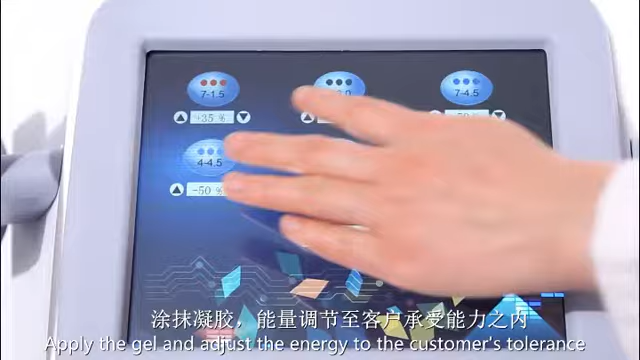 7-1.5
7-4.5
+35 %
4-4.5
-50 %
涂抹凝胶，能量调节至客户承受能力之内
Apply the gel and adjust the energy to the customer's tolerance